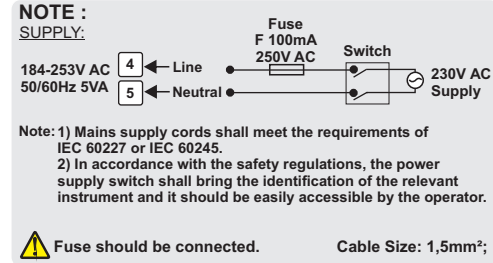 NOTE :
SUPPLY:
Fuse
F 100mA
250V AC
Switch
184-253V AC
50/60Hz 5VA
4
Line
5
Neutral
230V AC
Supply
Note: 1) Mains supply cords shall meet the requirements of
IEC 60227 or IEC 60245.
2) In accordance with the safety regulations, the power
supply switch shall bring the identification of the relevant
instrument and it should be easily accessible by the operator.
Fuse should be connected.
Cable Size: 1,5mm²;